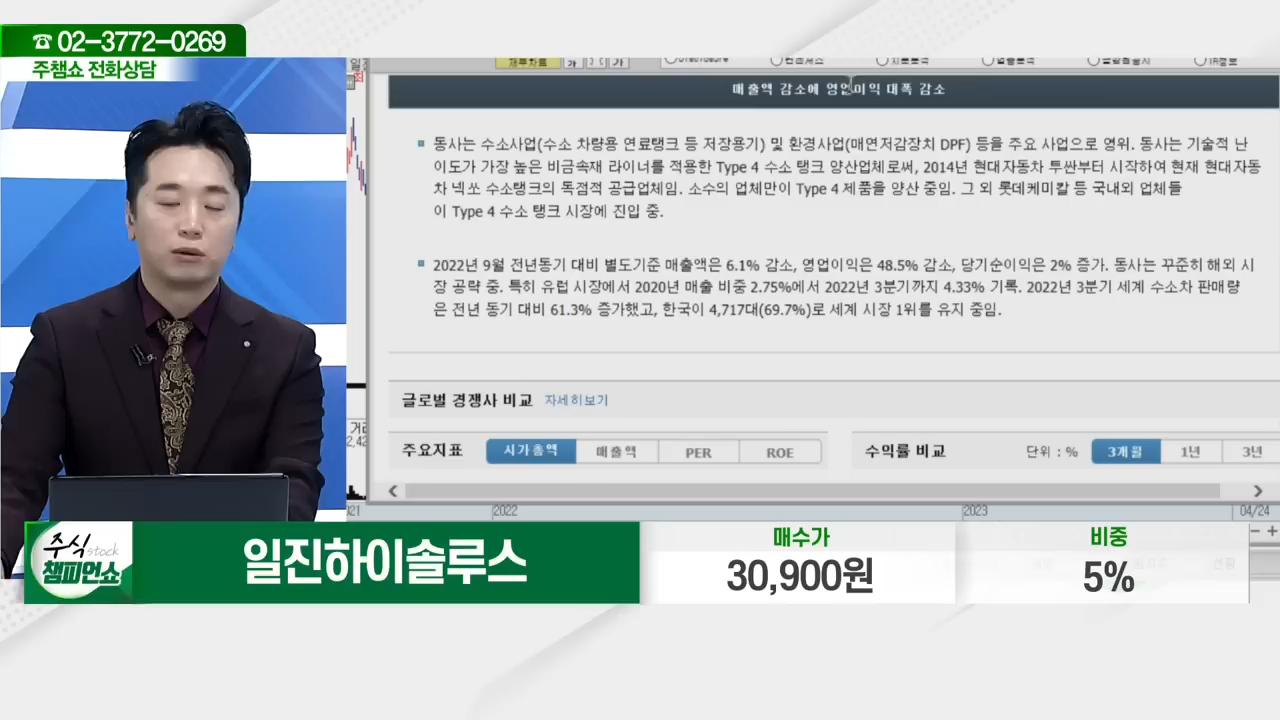 ☎ 02-3772-0269
주챔쇼 전화상담
재무차트
매출액 감소에 영업이익 대폭 감소
동사는 수소사업(수소 차량용 연료탱크 등 저장용기) 및 환경사업(매연저감장치 DPF) 등을 주요 사업으로 영위. 동사는 기술적 난
이도가 가장 높은 비금속재 라이너를 적용한 Type 4 수소 탱크 양산업체로써, 2014년 현대자동차 투싼부터 시작하여 현재 현대자동
차 넥쏘 수소탱크의 독점적 공급업체임. 소수의 업체만이 Type 4 제품을 양산 중임. 그 외 롯데케미칼 등 국내외 업체들
이 Type 4 수소 탱크 시장에 진입 중.
2022년 9월 전년동기 대비 별도기준 매출액은 6.1% 감소, 영업이익은 48.5% 감소, 당기순이익은 2% 증가. 동사는 꾸준히 해외 시
장 공략 중. 특히 유럽 시장에서 2020년 매출 비중 2.75%에서 2022년 3분기까지 4.33% 기록. 2022년 3분기 세계 수소차 판매량
은 전년 동기 대비 61.3% 증가했고, 한국이 4,717대(69.7%)로 세계 시장 1위를 유지 중임.
글로벌 경쟁사 비교 자세히보기
주요지표 시가총액 매출액 PER ROE 수익률 비교 단위 : % 3개월 1년 3년
2022 2023 04/24
주식 stock
챔피언쇼
일진하이솔루스
매수가
30,900원
비중
5%